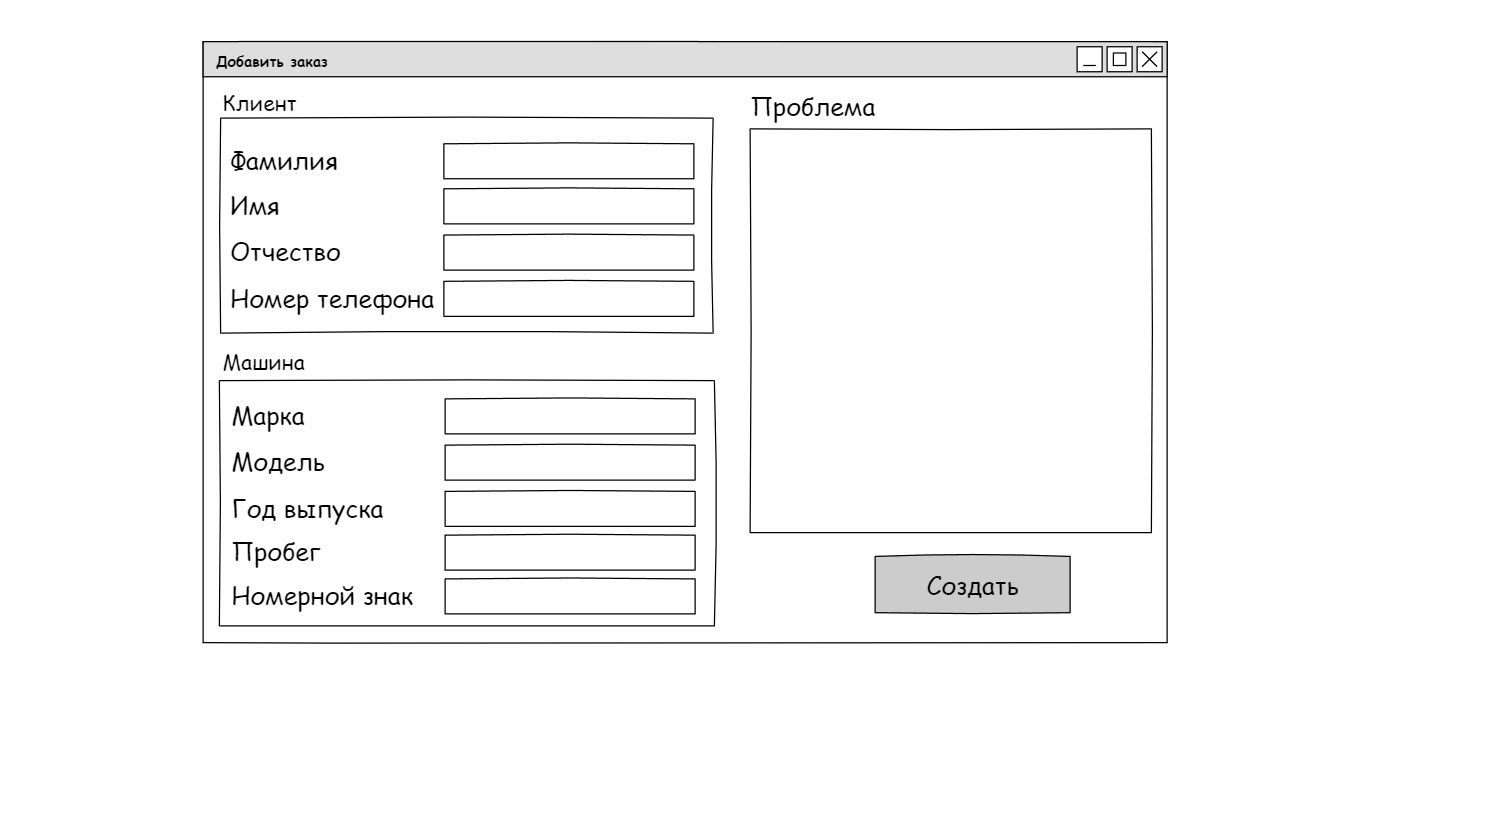 Добавить заказ
Клиент
Фамилия
Имя
Отчество
Номер телефона
Машина
Марка
Модель
Год выпуска
Пробег
Номерной знак
Проблема
Создать